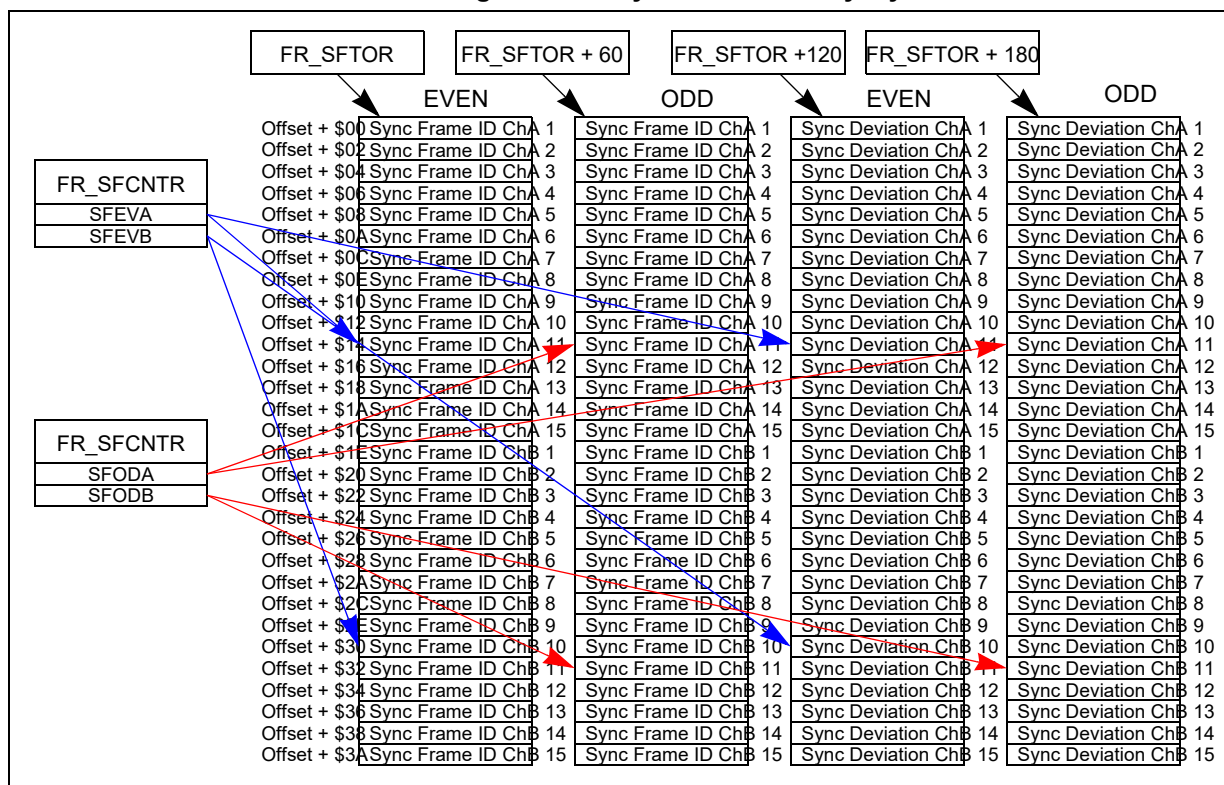 FR_SFTOR FR_SFTOR + 60 FR_SFTOR +120 FR_SFTOR + 180
EVEN ODD EVEN ODD
Offset + $00 Sync Frame ID ChA 1 Sync Frame ID ChA 1 Sync Deviation ChA 1 Sync Deviation ChA 1
Offset + $02 Sync Frame ID ChA 2 Sync Frame ID ChA 2 Sync Deviation ChA 2 Sync Deviation ChA 2
Offset + $04 Sync Frame ID ChA 3 Sync Frame ID ChA 3 Sync Deviation ChA 3 Sync Deviation ChA 3
FR_SFCNTR
Offset + $06 Sync Frame ID ChA 4 Sync Frame ID ChA 4 Sync Deviation ChA 4 Sync Deviation ChA 4
SFEVA Offset + $08 Sync Frame ID ChA 5 Sync Frame ID ChA 5 Sync Deviation ChA 5 Sync Deviation ChA 5
SFEVB Offset + $0A Sync Frame ID ChA 6 Sync Frame ID ChA 6 Sync Deviation ChA 6 Sync Deviation ChA 6
Offset + $0C Sync Frame ID ChA 7 Sync Frame ID ChA 7 Sync Deviation ChA 7 Sync Deviation ChA 7
Offset + $0E Sync Frame ID ChA 8 Sync Frame ID ChA 8 Sync Deviation ChA 8 Sync Deviation ChA 8
Offset + $10 Sync Frame ID ChA 9 Sync Frame ID ChA 9 Sync Deviation ChA 9 Sync Deviation ChA 9
Offset + $12 Sync Frame ID ChA 10 Sync Frame ID ChA 10 Sync Deviation ChA 10 Sync Deviation ChA 10
Offset + $14 Sync Frame ID ChA 11 Sync Frame ID ChA 11 Sync Deviation ChA 11 Sync Deviation ChA 11
Offset + $16 Sync Frame ID ChA 12 Sync Frame ID ChA 12 Sync Deviation ChA 12 Sync Deviation ChA 12
Offset + $18 Sync Frame ID ChA 13 Sync Frame ID ChA 13 Sync Deviation ChA 13 Sync Deviation ChA 13
Offset + $1A Sync Frame ID ChA 14 Sync Frame ID ChA 14 Sync Deviation ChA 14 Sync Deviation ChA 14
Offset + $1C Sync Frame ID ChA 15 Sync Frame ID ChA 15 Sync Deviation ChA 15 Sync Deviation ChA 15
FR_SFCNTR
Offset + $1E Sync Frame ID ChB 1 Sync Frame ID ChB 1 Sync Deviation ChB 1 Sync Deviation ChB 1
SFODA Offset + $20 Sync Frame ID ChB 2 Sync Frame ID ChB 2 Sync Deviation ChB 2 Sync Deviation ChB 2
SFODB Offset + $22 Sync Frame ID ChB 3 Sync Frame ID ChB 3 Sync Deviation ChB 3 Sync Deviation ChB 3
Offset + $24 Sync Frame ID ChB 4 Sync Frame ID ChB 4 Sync Deviation ChB 4 Sync Deviation ChB 4
Offset + $26 Sync Frame ID ChB 5 Sync Frame ID ChB 5 Sync Deviation ChB 5 Sync Deviation ChB 5
Offset + $28 Sync Frame ID ChB 6 Sync Frame ID ChB 6 Sync Deviation ChB 6 Sync Deviation ChB 6
Offset + $2A Sync Frame ID ChB 7 Sync Frame ID ChB 7 Sync Deviation ChB 7 Sync Deviation ChB 7
Offset + $2C Sync Frame ID ChB 8 Sync Frame ID ChB 8 Sync Deviation ChB 8 Sync Deviation ChB 8
Offset + $2E Sync Frame ID ChB 9 Sync Frame ID ChB 9 Sync Deviation ChB 9 Sync Deviation ChB 9
Offset + $30 Sync Frame ID ChB 10 Sync Frame ID ChB 10 Sync Deviation ChB 10 Sync Deviation ChB 10
Offset + $32 Sync Frame ID ChB 11 Sync Frame ID ChB 11 Sync Deviation ChB 11 Sync Deviation ChB 11
Offset + $34 Sync Frame ID ChB 12 Sync Frame ID ChB 12 Sync Deviation ChB 12 Sync Deviation ChB 12
Offset + $36 Sync Frame ID ChB 13 Sync Frame ID ChB 13 Sync Deviation ChB 13 Sync Deviation ChB 13
Offset + $38 Sync Frame ID ChB 14 Sync Frame ID ChB 14 Sync Deviation ChB 14 Sync Deviation ChB 14
Offset + $3A Sync Frame ID ChB 15 Sync Frame ID ChB 15 Sync Deviation ChB 15 Sync Deviation ChB 15